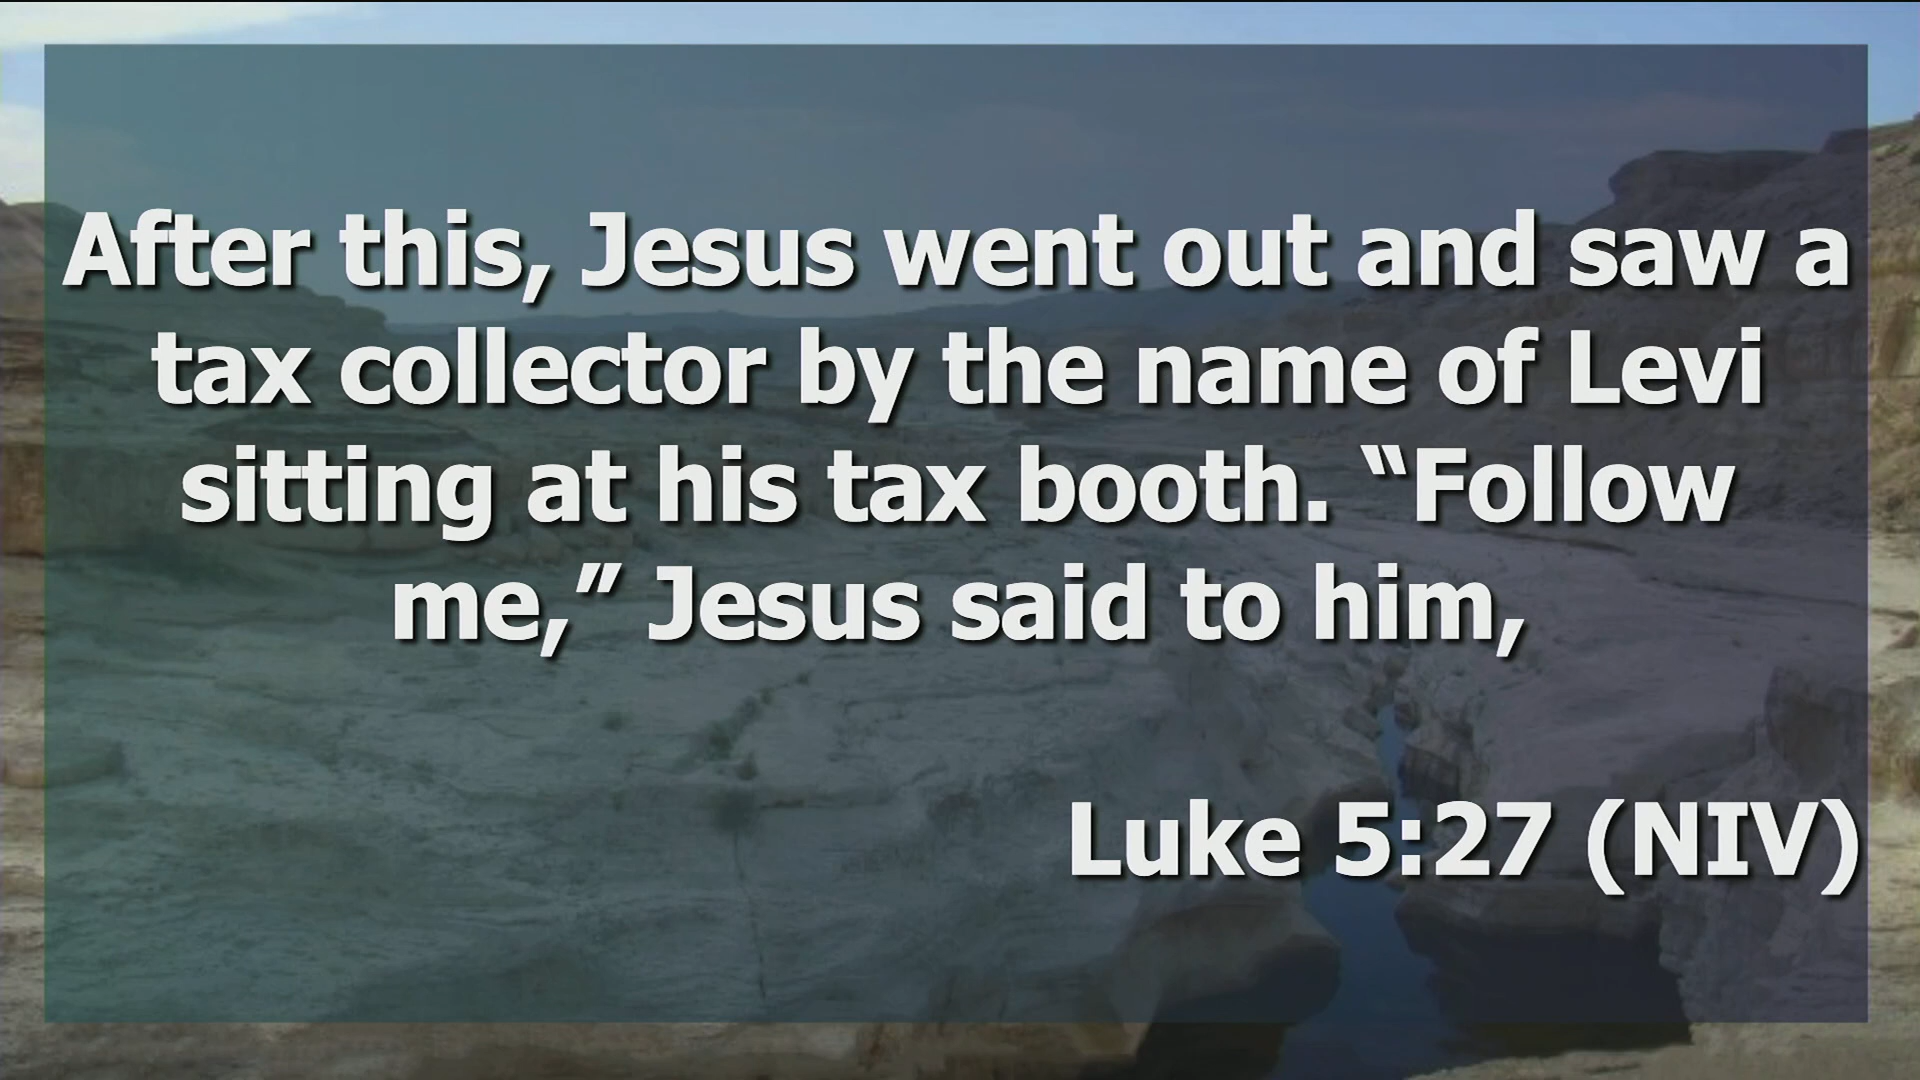 After this, Jesus went out and saw a
tax collector by the name of Levi
sitting at his tax booth. “Follow
me,” Jesus said to him,
Luke 5:27 (NIV)